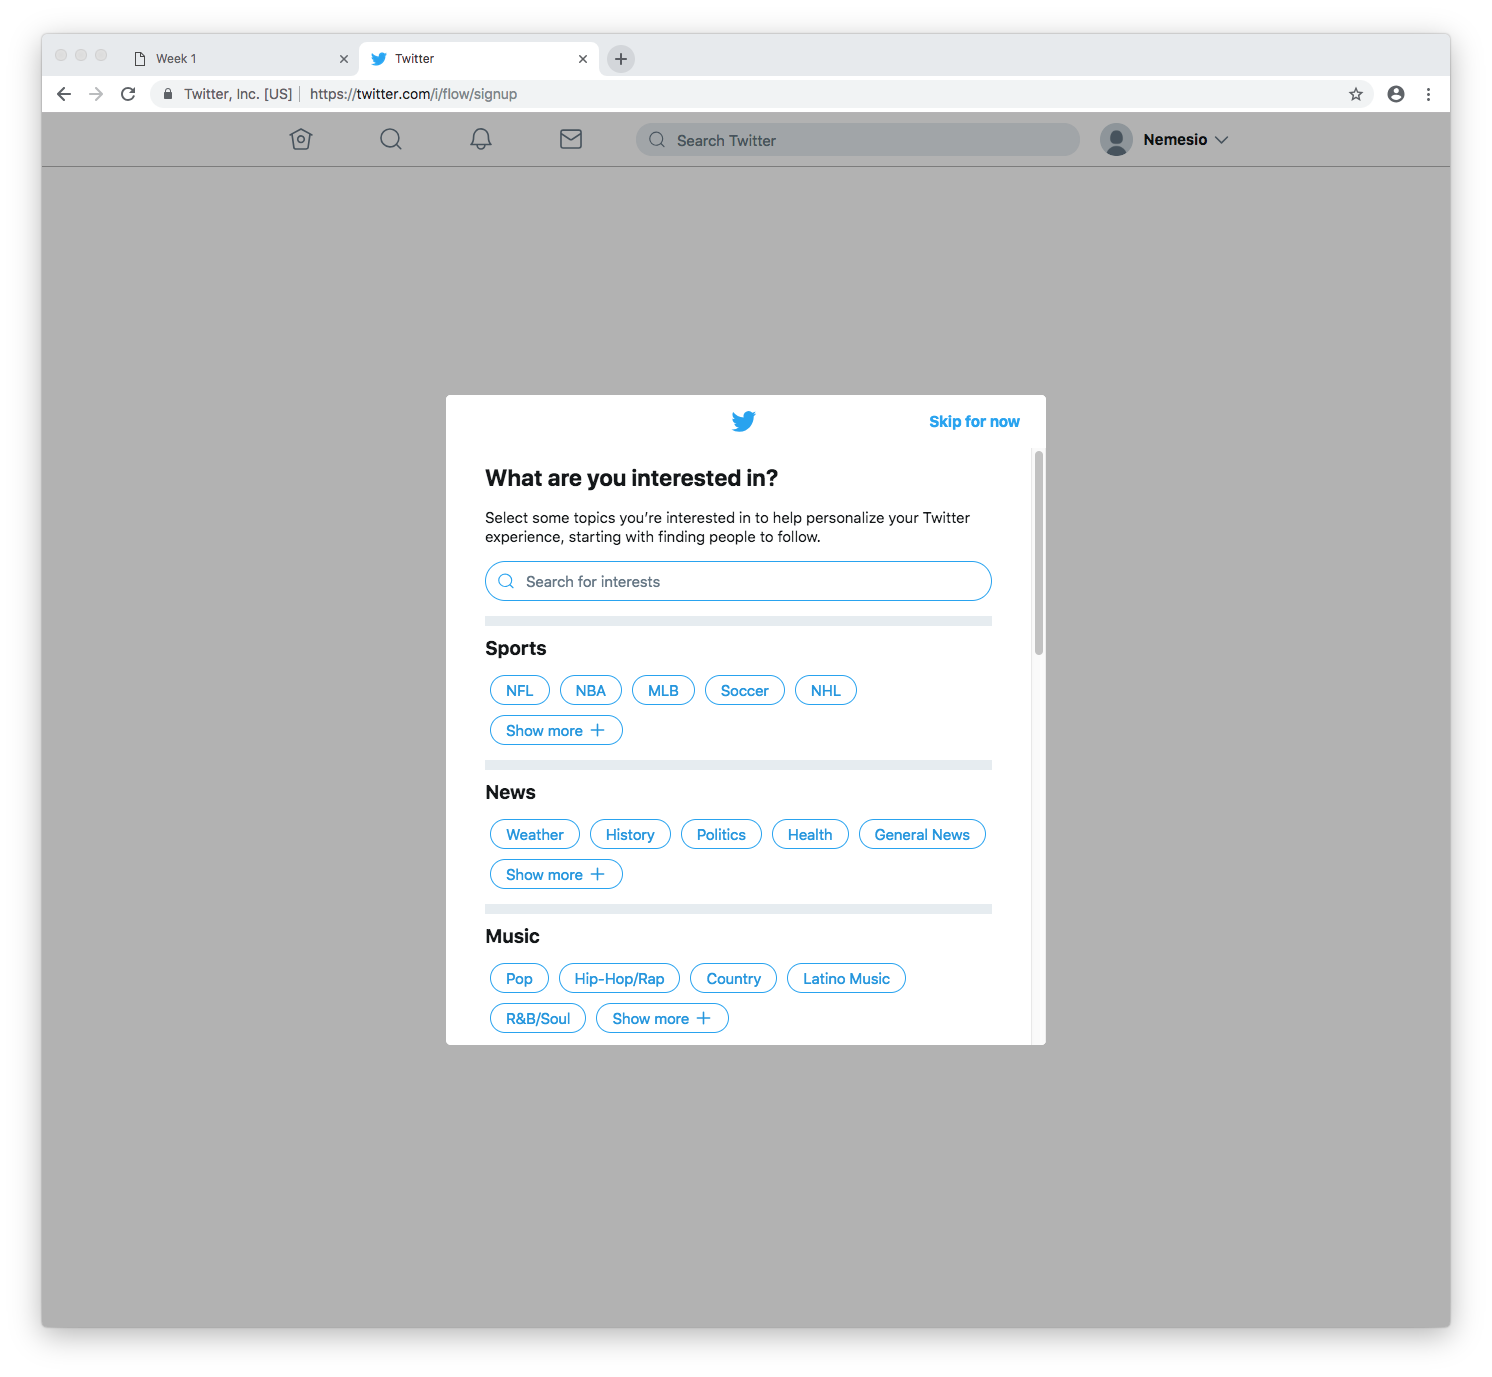 Week 1
Twitter
Twitter, Inc. [US] https://twitter.com/i/flow/signup
Search Twitter
Nemesio
Skip for now
What are you interested in?
Select some topics you’re interested in to help personalize your Twitter
experience, starting with finding people to follow.
Search for interests
Sports
NFL NBA MLB Soccer NHL
Show more
News
Weather History Politics Health General News
Show more
Music
Pop Hip-Hop/Rap Country Latino Music
R&B/Soul Show more